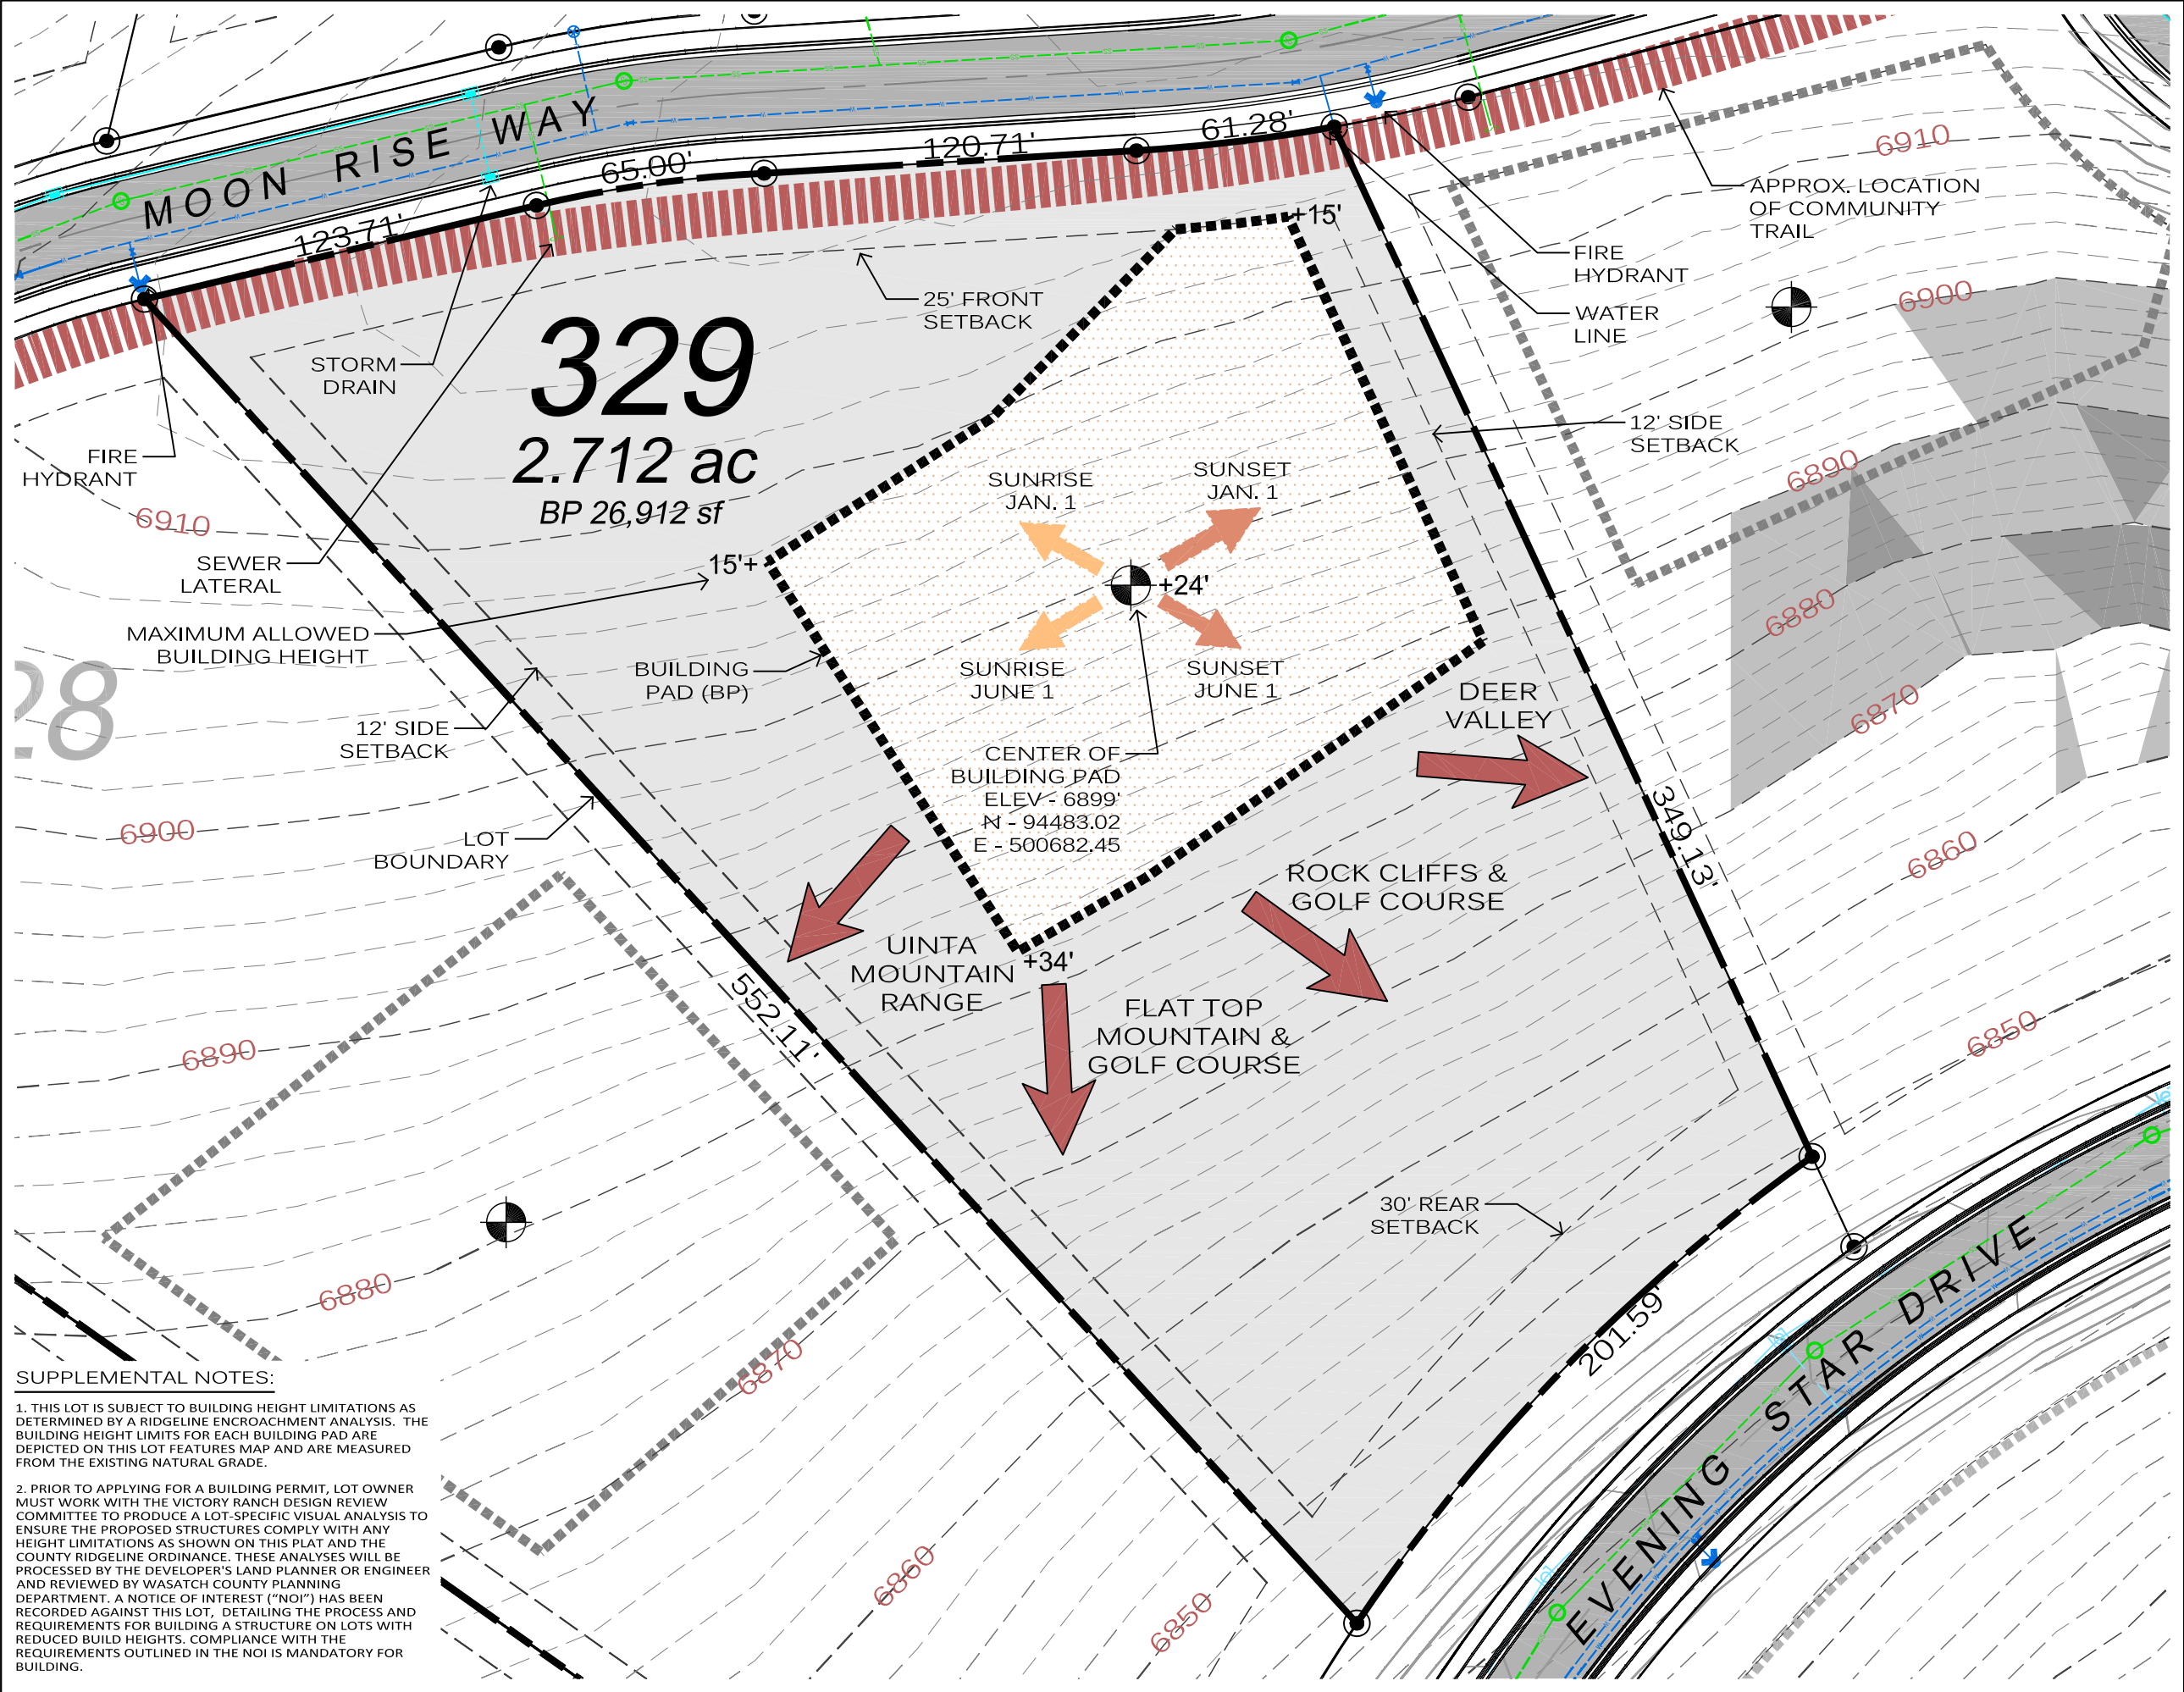 MOON RISE WAY
123.71'
65.00'
120.71'
61.28'
+15'
6910
APPROX. LOCATION
OF COMMUNITY
TRAIL
FIRE
HYDRANT
WATER
LINE
6900
25' FRONT
SETBACK
STORM
DRAIN
329
2.712 ac
BP 26,912 sf
12' SIDE
SETBACK
FIRE
HYDRANT
6910
6890
SUNRISE
JAN. 1
SUNSET
JAN. 1
SEWER
LATERAL
15'+
+24'
6880
MAXIMUM ALLOWED
BUILDING HEIGHT
28
BUILDING
PAD (BP)
SUNRISE
JUNE 1
SUNSET
JUNE 1
DEER
VALLEY
6870
12' SIDE
SETBACK
CENTER OF
BUILDING PAD
ELEV - 6899'
N - 94483.02
E - 500682.45
6900
LOT
BOUNDARY
349.13'
6860
ROCK CLIFFS &
GOLF COURSE
UINTA
MOUNTAIN
RANGE
+34'
552.11'
FLAT TOP
MOUNTAIN &
GOLF COURSE
6890
6850
30' REAR
SETBACK
6880
201.59'
EVENING STAR DRIVE
6870
6860
6850
SUPPLEMENTAL NOTES:
1. THIS LOT IS SUBJECT TO BUILDING HEIGHT LIMITATIONS AS
DETERMINED BY A RIDGELINE ENCROACHMENT ANALYSIS. THE
BUILDING HEIGHT LIMITS FOR EACH BUILDING PAD ARE
DEPICTED ON THIS LOT FEATURES MAP AND ARE MEASURED
FROM THE EXISTING NATURAL GRADE.
2. PRIOR TO APPLYING FOR A BUILDING PERMIT, LOT OWNER
MUST WORK WITH THE VICTORY RANCH DESIGN REVIEW
COMMITTEE TO PRODUCE A LOT-SPECIFIC VISUAL ANALYSIS TO
ENSURE THE PROPOSED STRUCTURES COMPLY WITH ANY
HEIGHT LIMITATIONS AS SHOWN ON THIS PLAT AND THE
COUNTY RIDGELINE ORDINANCE. THESE ANALYSES WILL BE
PROCESSED BY THE DEVELOPER'S LAND PLANNER OR ENGINEER
AND REVIEWED BY WASATCH COUNTY PLANNING
DEPARTMENT. A NOTICE OF INTEREST (“NOI”) HAS BEEN
RECORDED AGAINST THIS LOT, DETAILING THE PROCESS AND
REQUIREMENTS FOR BUILDING A STRUCTURE ON LOTS WITH
REDUCED BUILD HEIGHTS. COMPLIANCE WITH THE
REQUIREMENTS OUTLINED IN THE NOI IS MANDATORY FOR
BUILDING.